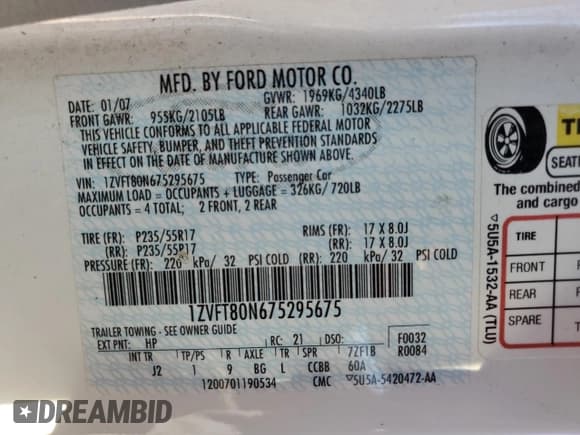 MFD. BY FORD MOTOR CO.
DATE: 01/07 GVWR: 1969KG/4340LB
FRONT GAWR: 955KG/2105LB REAR GAWR: 1032KG/2275LB
THIS VEHICLE CONFORMS TO ALL APPLICABLE FEDERAL MOTOR
VEHICLE SAFETY, BUMPER, AND THEFT PREVENTION STANDARDS
IN EFFECT ON THE DATE OF MANUFACTURE SHOWN ABOVE.
VIN: 1ZVFT80N675295675 TYPE: Passenger Car
MAXIMUM LOAD = OCCUPANTS + LUGGAGE = 326KG/ 720LB
OCCUPANTS = 4 TOTAL; 2 FRONT, 2 REAR
TIRE (FR): P235/55R17 RIMS (FR): 17 X 8.0J
(RR): P235/55R17 (RR): 17 X 8.0J
PRESSURE (FR): 220 kPa/ 32 PSI COLD (RR): 220 kPa/ 32 PSI COLD
1ZVFT80N675295675
TRAILER TOWING - SEE OWNER GUIDE
EXT PNT: HP RC: 21 DSO: F0032
INT TR TP/PS R AXLE TR SPR 7ZF1B R0084
J2 1 9 BG L CCBB 60A
1200701190534 CMC ▽5U5A-5420472-AA
▽5U5A-1532-AA (TLU)
SEATI
The combined
and cargo
TIRE
FRONT
REAR
SPARE
DREAMBID